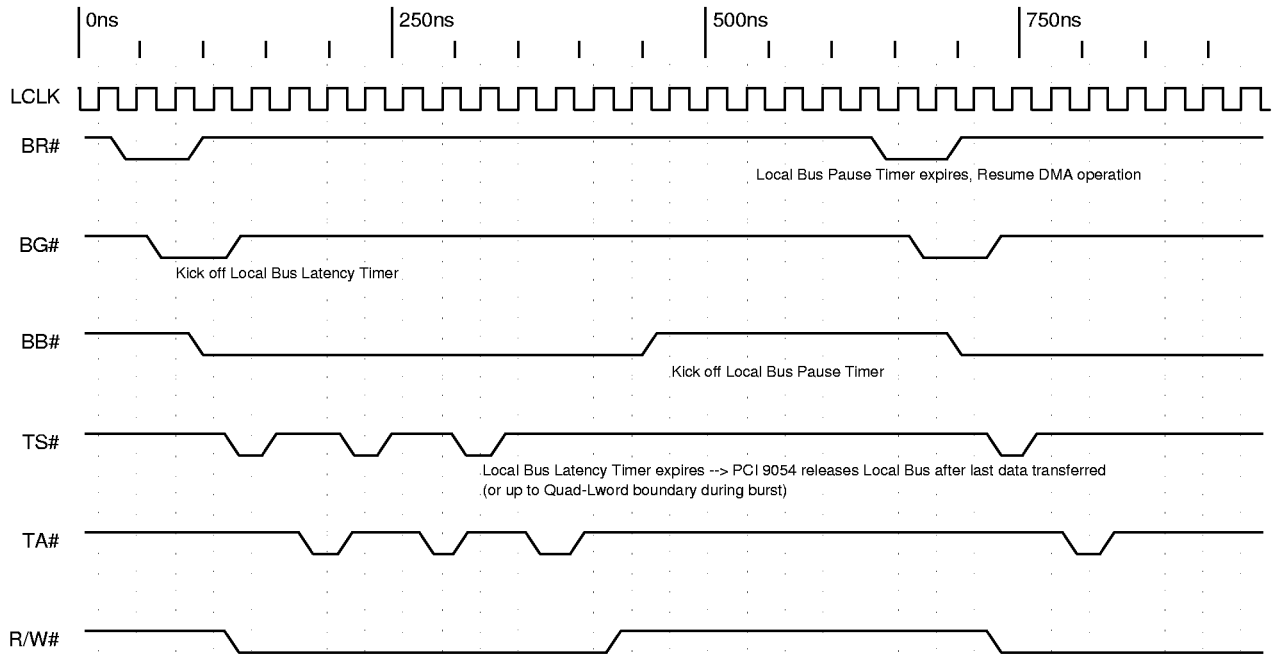 0ns 250ns 500ns 750ns
LCLK
BR#
Local Bus Pause Timer expires, Resume DMA operation
BG#
Kick off Local Bus Latency Timer
BB#
Kick off Local Bus Pause Timer
TS#
Local Bus Latency Timer expires --> PCI 9054 releases Local Bus after last data transferred
(or up to Quad-Lword boundary during burst)
TA#
R/W#